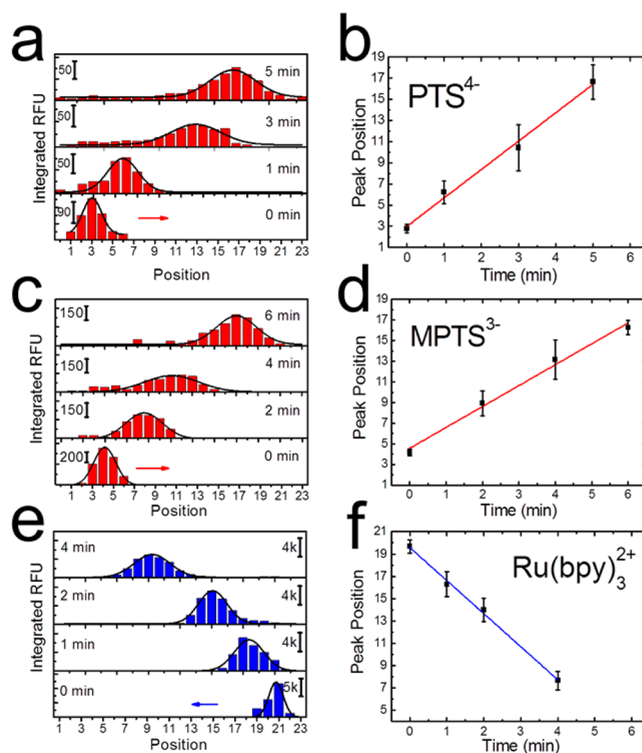 a
Integrated RFU
50
5 min
50
3 min
50
1 min
90
0 min
1 3 5 7 9 11 13 15 17 19 21 23
Position
b
Peak Position
19
17
15
13
11
9
7
5
3
1
PTS4-
0 1 2 3 4 5 6
Time (min)
c
Integrated RFU
150
6 min
150
4 min
150
2 min
200
0 min
1 3 5 7 9 11 13 15 17 19 21 23
Position
d
Peak Position
19
17
15
13
11
9
7
5
3
1
MPTS3-
0 1 2 3 4 5 6
Time (min)
e
Integrated RFU
4 min
4k
2 min
4k
1 min
4k
0 min
5k
1 3 5 7 9 11 13 15 17 19 21 23
Position
f
Peak Position
21
18
15
12
9
6
3
0
Ru(bpy)32+
0 1 2 3 4 5 6
Time (min)